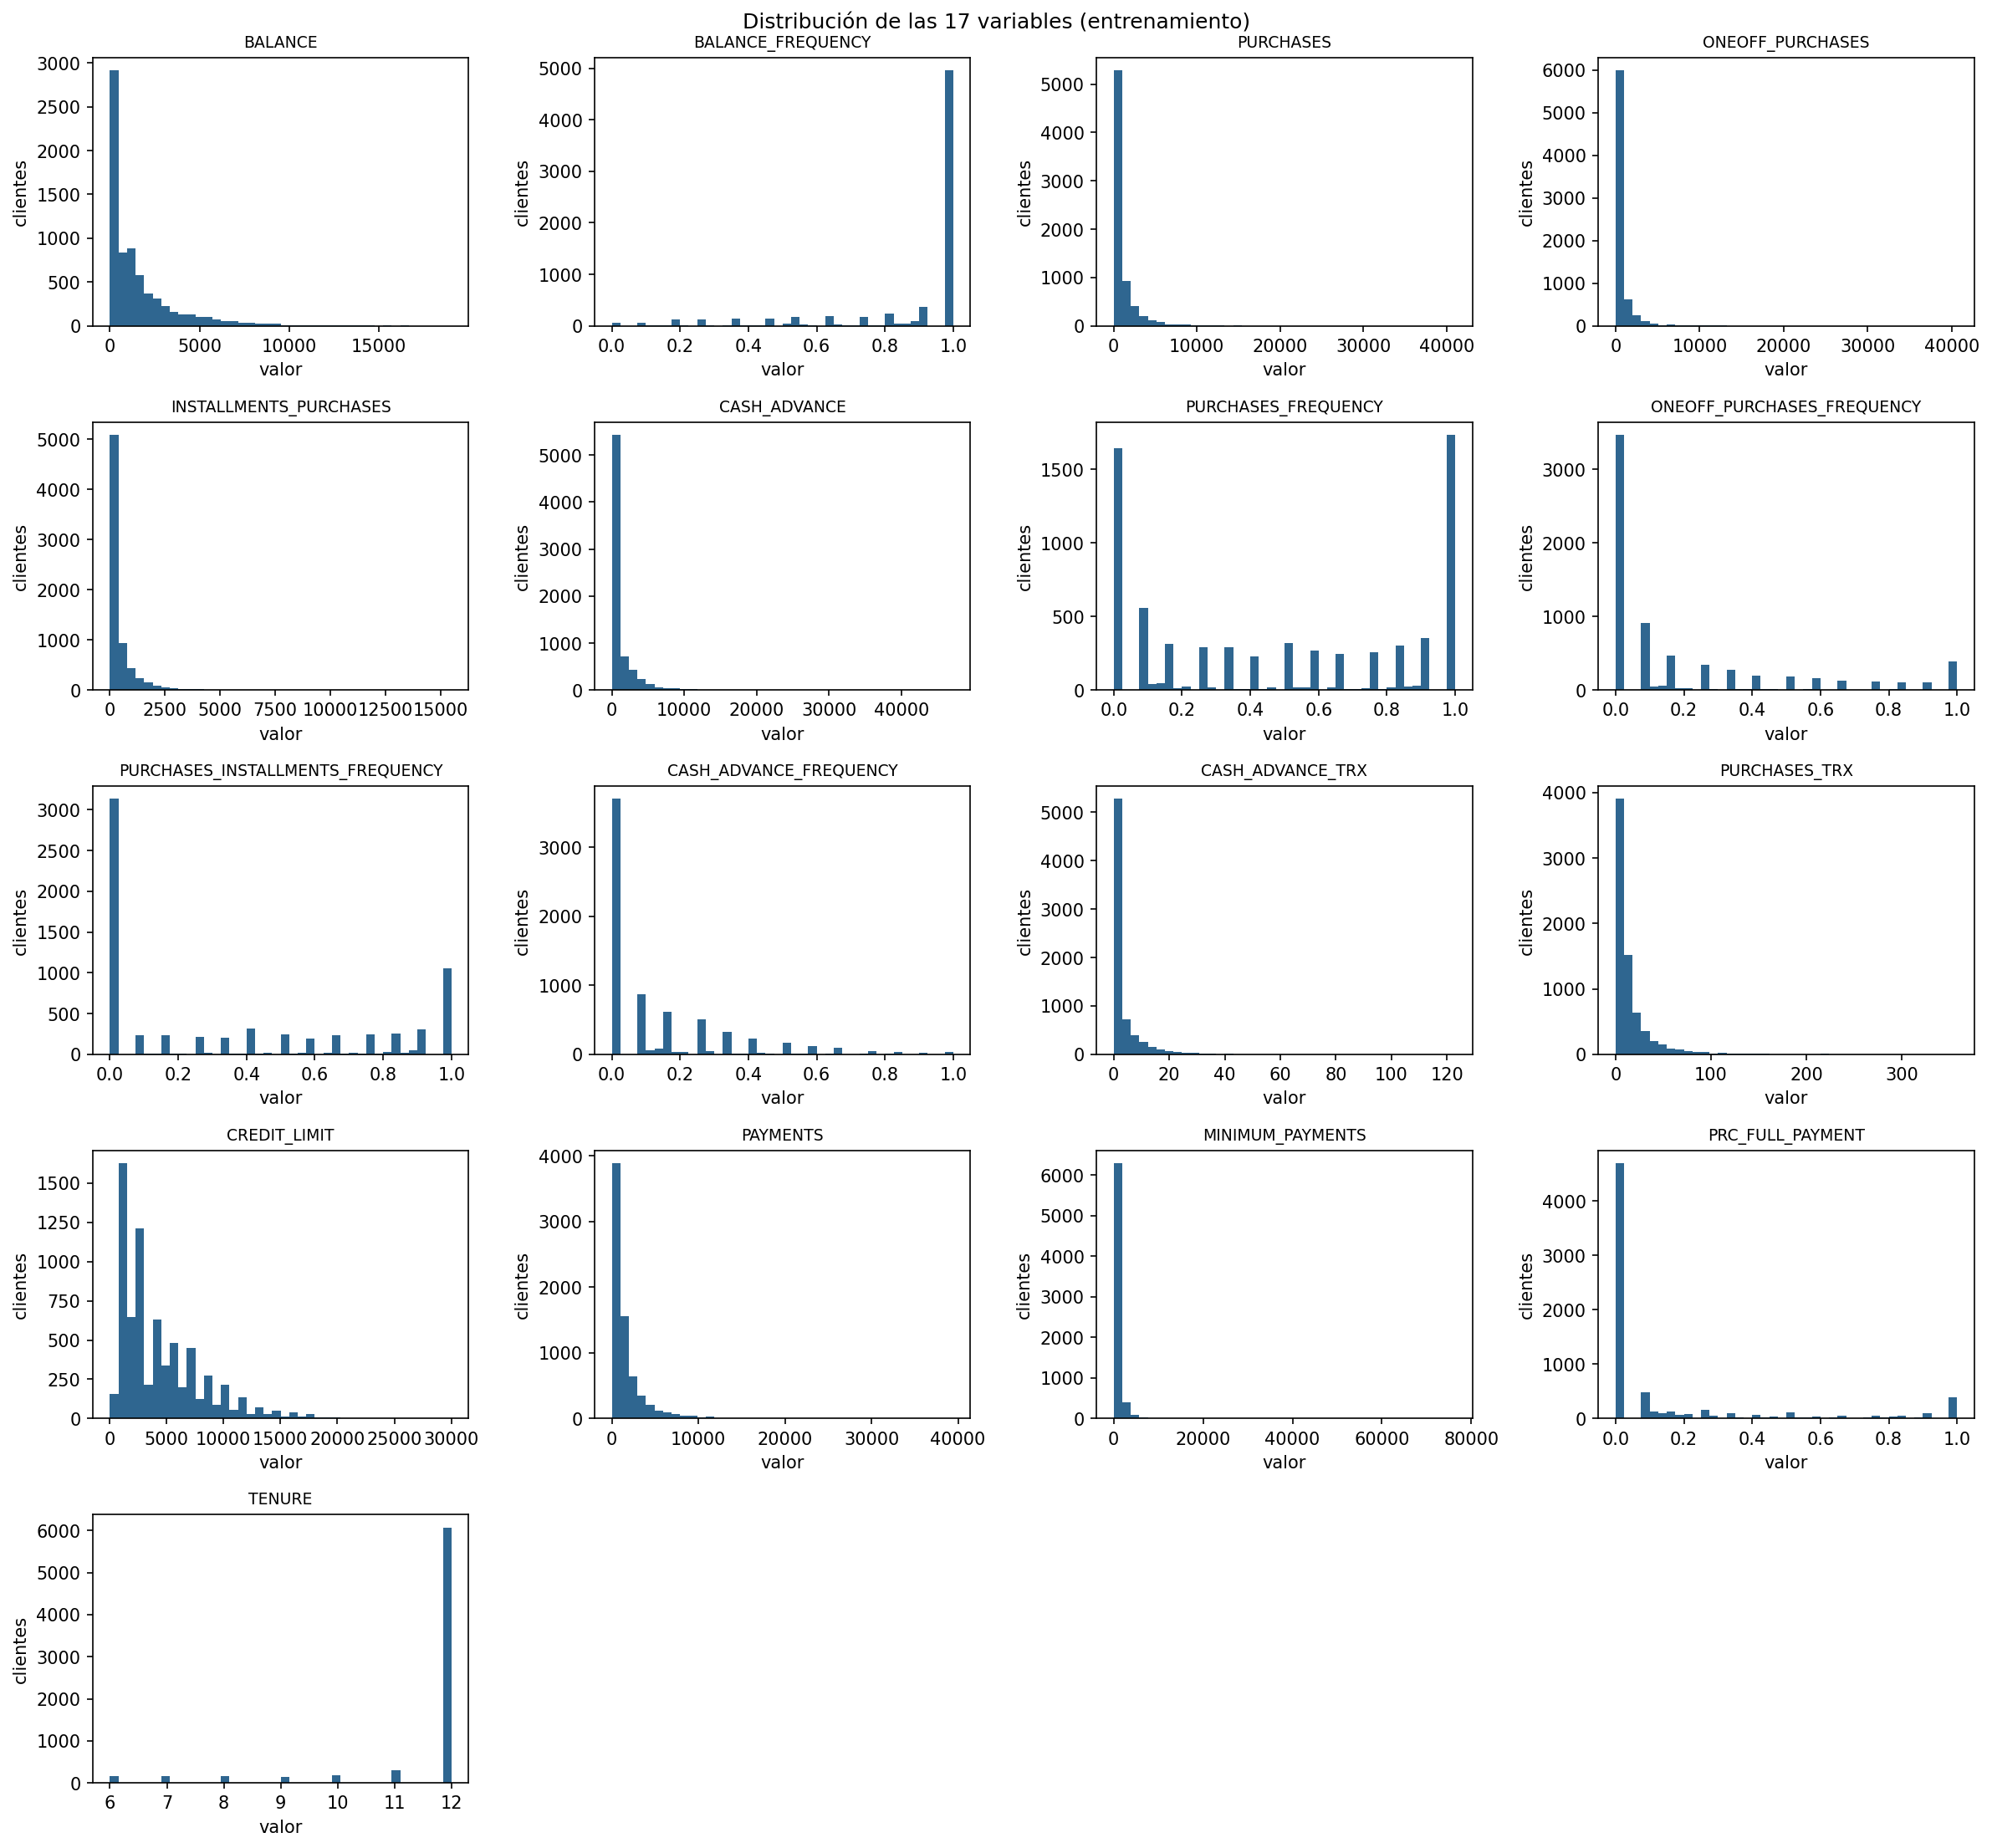 Distribución de las 17 variables (entrenamiento)
BALANCE
clientes
3000
2500
2000
1500
1000
500
0
0 5000 10000 15000
valor
BALANCE_FREQUENCY
clientes
5000
4000
3000
2000
1000
0
0.0 0.2 0.4 0.6 0.8 1.0
valor
PURCHASES
clientes
5000
4000
3000
2000
1000
0
0 10000 20000 30000 40000
valor
ONEOFF_PURCHASES
clientes
6000
5000
4000
3000
2000
1000
0
0 10000 20000 30000 40000
valor
INSTALLMENTS_PURCHASES
clientes
5000
4000
3000
2000
1000
0
0 2500 5000 7500 10000 12500 15000
valor
CASH_ADVANCE
clientes
5000
4000
3000
2000
1000
0
0 10000 20000 30000 40000
valor
PURCHASES_FREQUENCY
clientes
1500
1000
500
0
0.0 0.2 0.4 0.6 0.8 1.0
valor
ONEOFF_PURCHASES_FREQUENCY
clientes
3000
2000
1000
0
0.0 0.2 0.4 0.6 0.8 1.0
valor
PURCHASES_INSTALLMENTS_FREQUENCY
clientes
3000
2500
2000
1500
1000
500
0
0.0 0.2 0.4 0.6 0.8 1.0
valor
CASH_ADVANCE_FREQUENCY
clientes
3000
2000
1000
0
0.0 0.2 0.4 0.6 0.8 1.0
valor
CASH_ADVANCE_TRX
clientes
5000
4000
3000
2000
1000
0
0 20 40 60 80 100 120
valor
PURCHASES_TRX
clientes
4000
3000
2000
1000
0
0 100 200 300
valor
CREDIT_LIMIT
clientes
1500
1250
1000
750
500
250
0
0 5000 10000 15000 20000 25000 30000
valor
PAYMENTS
clientes
4000
3000
2000
1000
0
0 10000 20000 30000 40000
valor
MINIMUM_PAYMENTS
clientes
6000
5000
4000
3000
2000
1000
0
0 20000 40000 60000 80000
valor
PRC_FULL_PAYMENT
clientes
4000
3000
2000
1000
0
0.0 0.2 0.4 0.6 0.8 1.0
valor
TENURE
clientes
6000
5000
4000
3000
2000
1000
0
6 7 8 9 10 11 12
valor